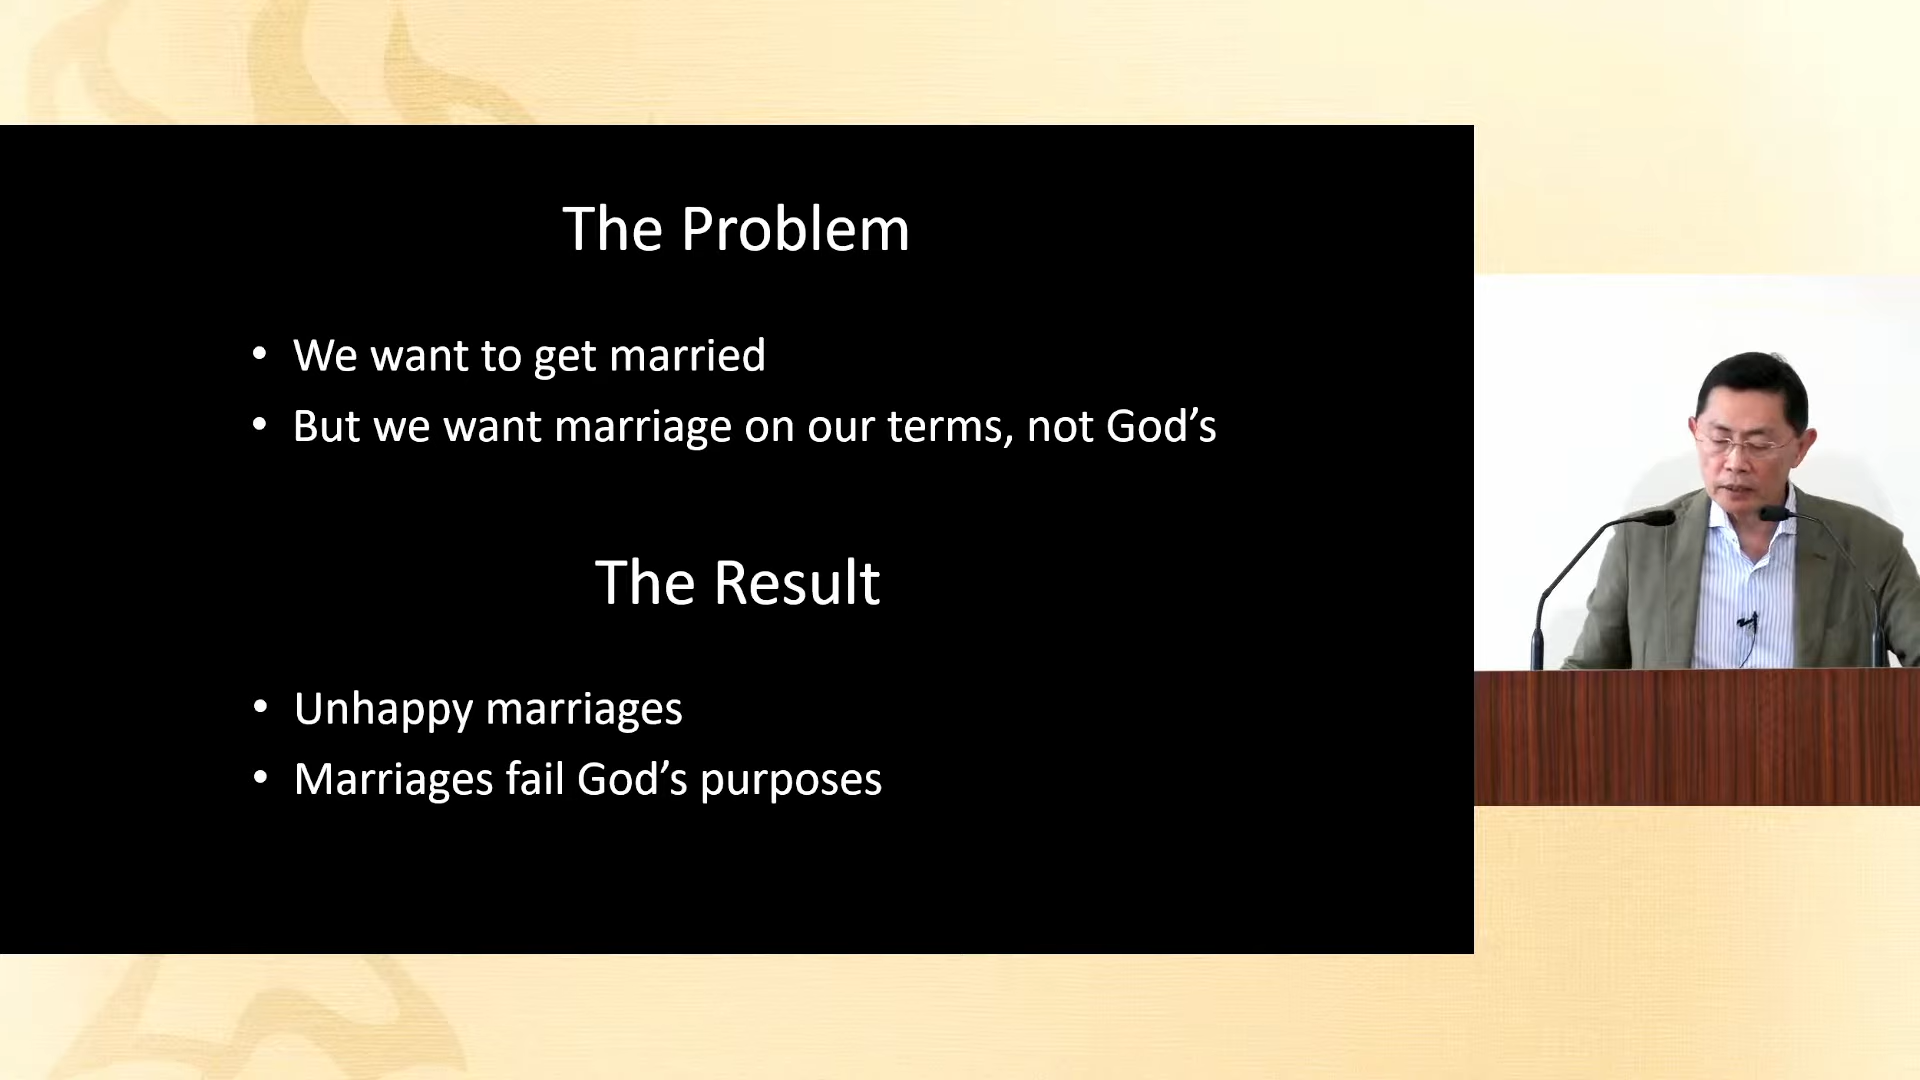 The Problem
• We want to get married
• But we want marriage on our terms, not God’s
The Result
• Unhappy marriages
• Marriages fail God’s purposes